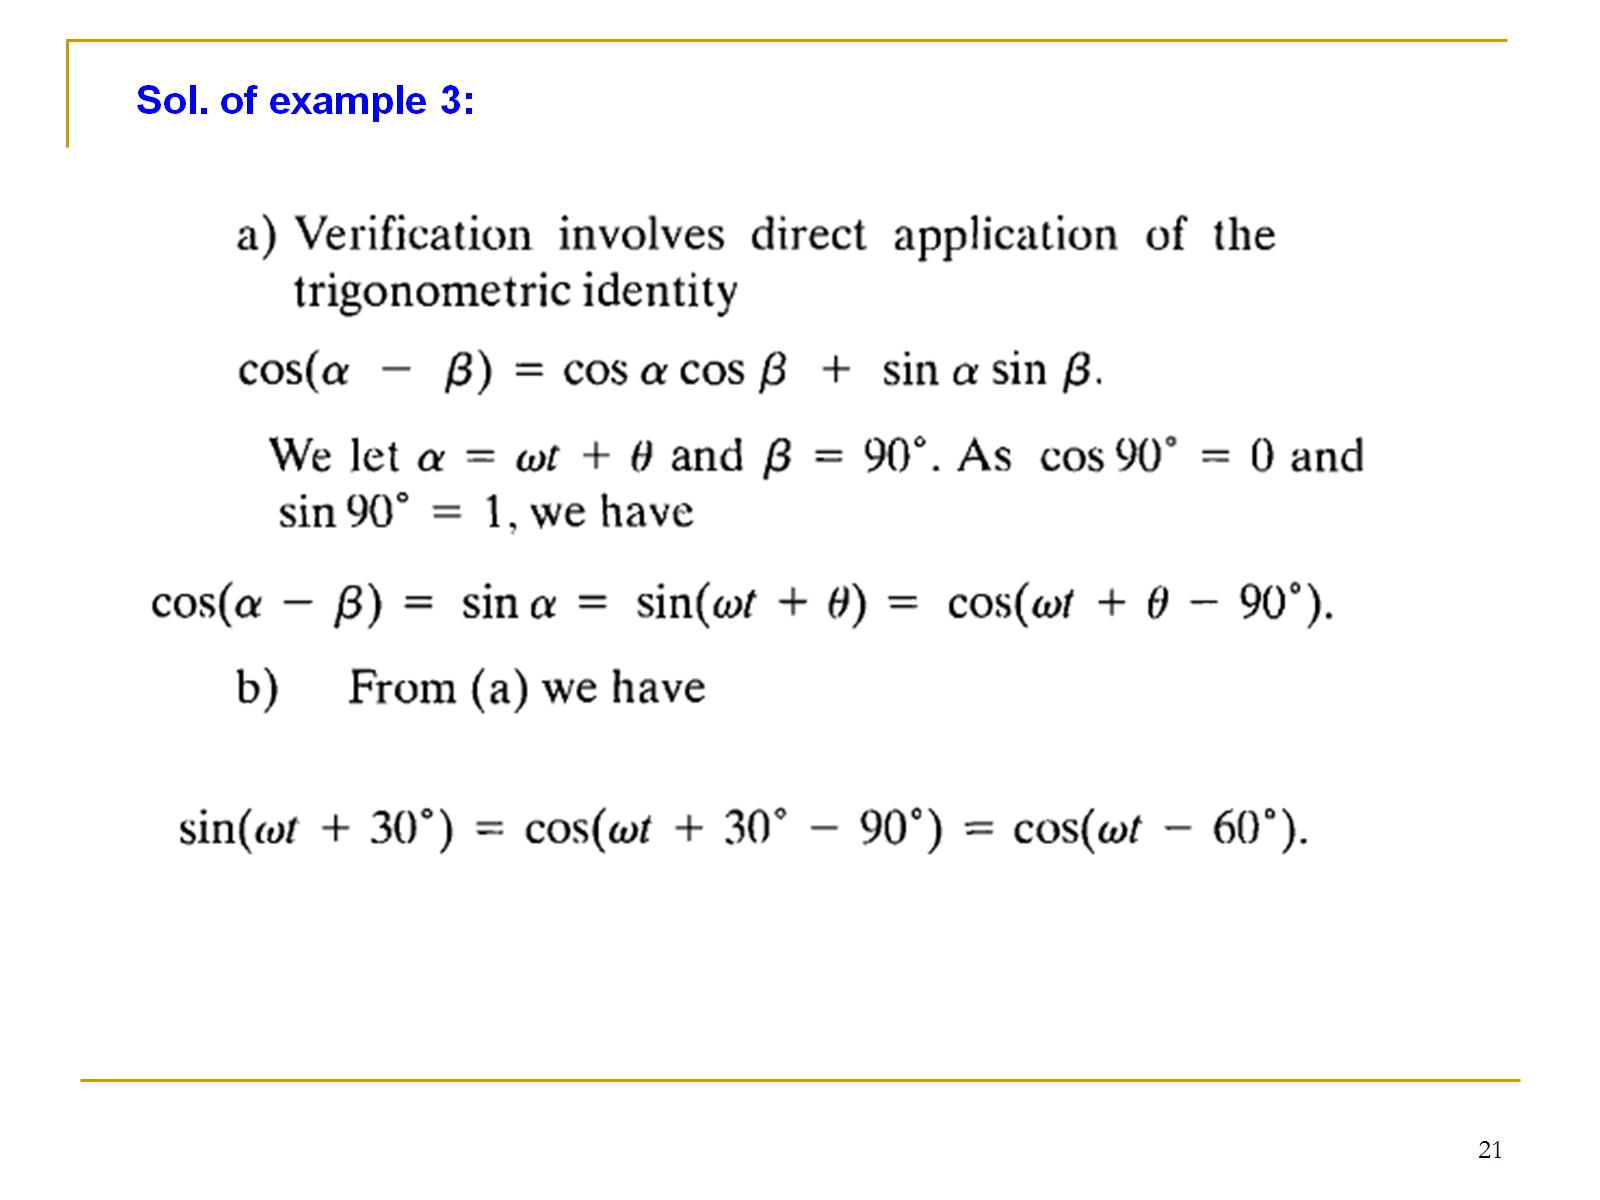 Sol. of example 3:
a) Verification involves direct application of the
trigonometric identity
cos(α − β) = cos α cos β + sin α sin β.
We let α = ωt + θ and β = 90°. As cos 90° = 0 and
sin 90° = 1, we have
cos(α − β) = sin α = sin(ωt + θ) = cos(ωt + θ − 90°).
b) From (a) we have
sin(ωt + 30°) = cos(ωt + 30° − 90°) = cos(ωt − 60°).
21